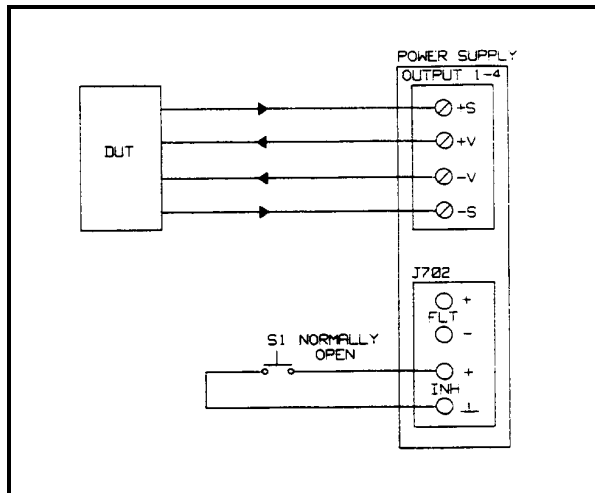 POWER SUPPLY
OUTPUT 1-4
+S
+V
-V
-S
DUT
J702
+
FLT
-
S1 NORMALLY
OPEN
+
INH